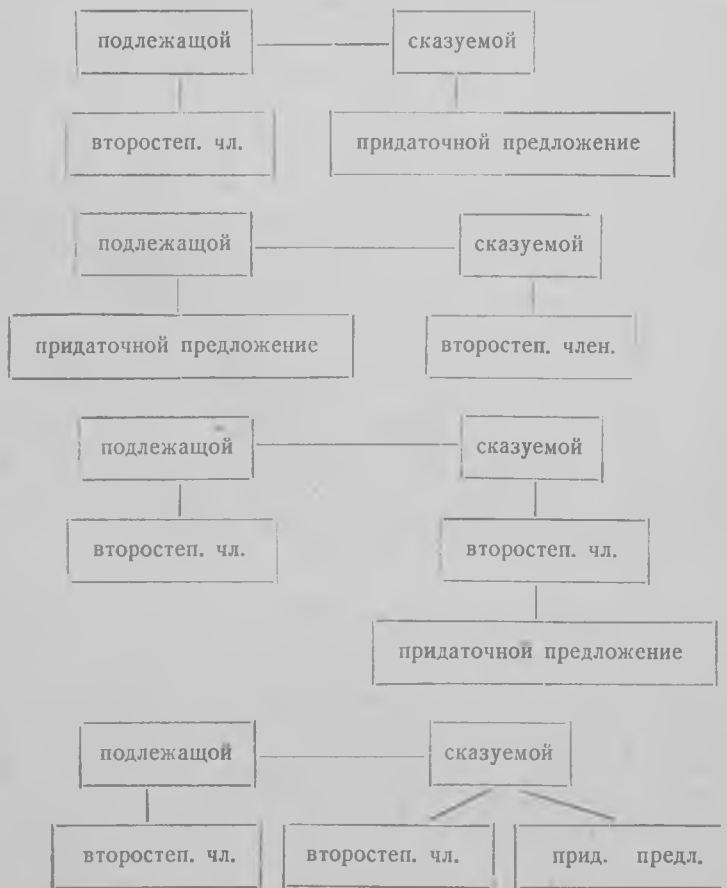 подлежащой сказуемой
второстеп. чл. придаточной предложение
подлежащой сказуемой
придаточной предложение второстеп. член.
подлежащой сказуемой
второстеп. чл. второстеп. чл.
придаточной предложение
подлежащой сказуемой
второстеп. чл. второстеп. чл. прид. предл.